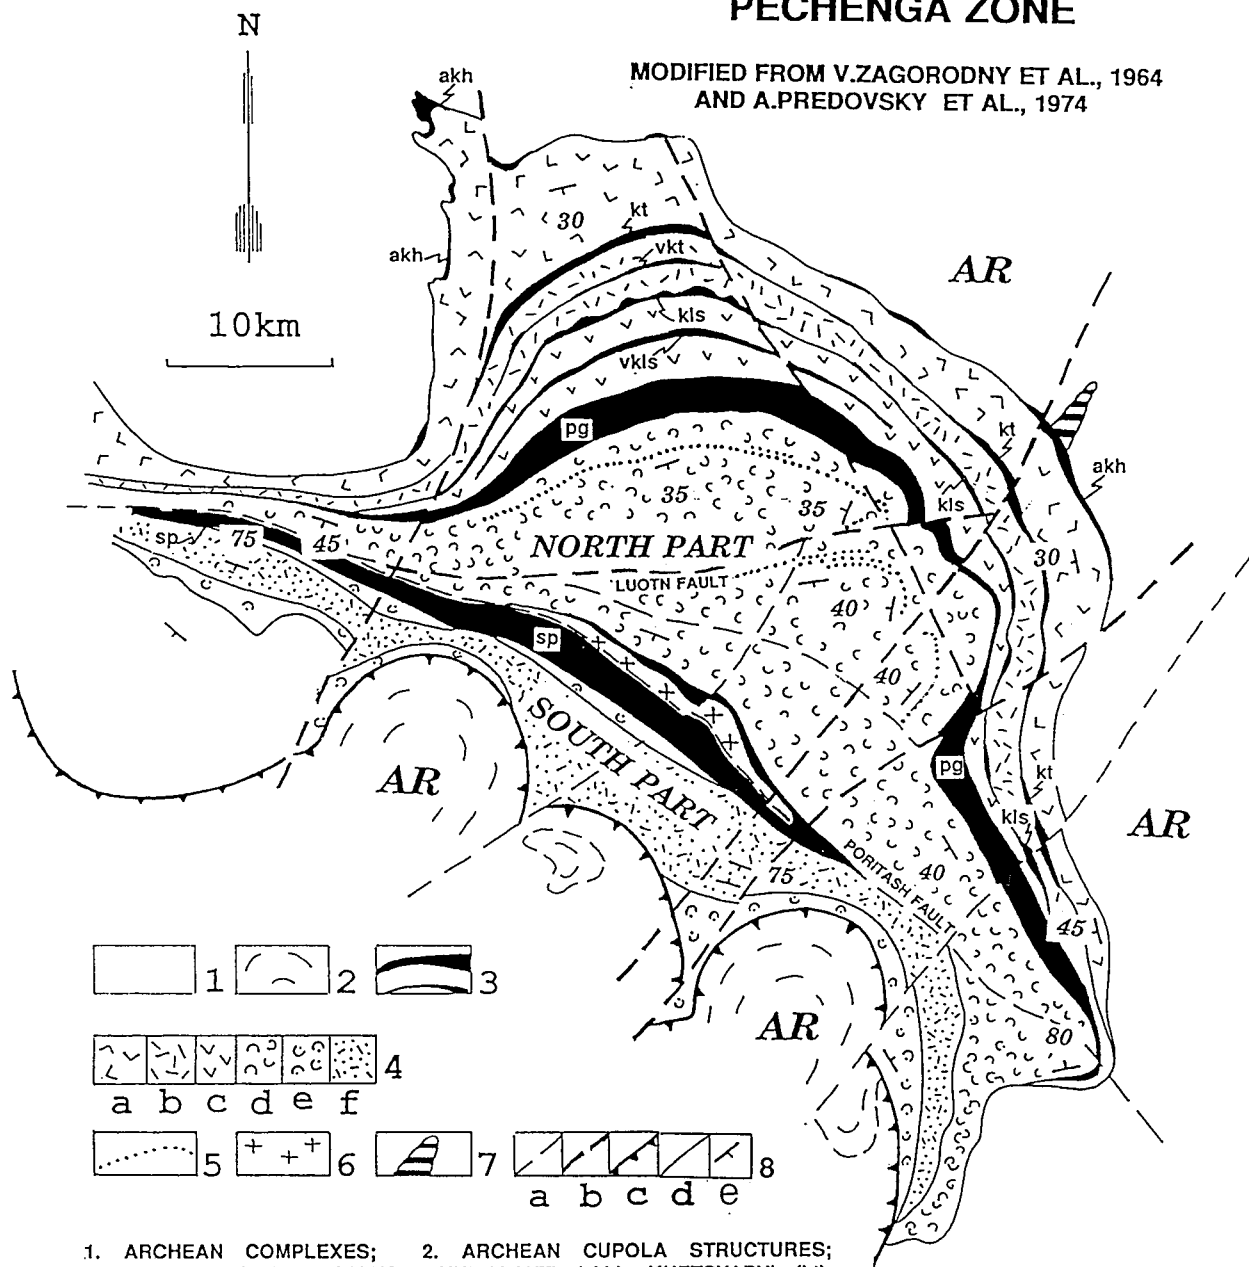 PECHENGA ZONE
MODIFIED FROM V.ZAGORODNY ET AL., 1964
AND A.PREDOVSKY ET AL., 1974
N
10km
akh
akh
30
kt
vkt
kls
vkls
AR
pg
35
35
kt
akh
kls
30
sp
75
45
NORTH PART
LUOTN FAULT
40
sp
40
SOUTH PART
AR
pg
kt
kls
AR
75
PORITASH FAULT
40
45
AR
80
1
2
3
4
a b c d e f
5
6
7
8
a b c d e
1. ARCHEAN COMPLEXES; 2. ARCHEAN CUPOLA STRUCTURES;